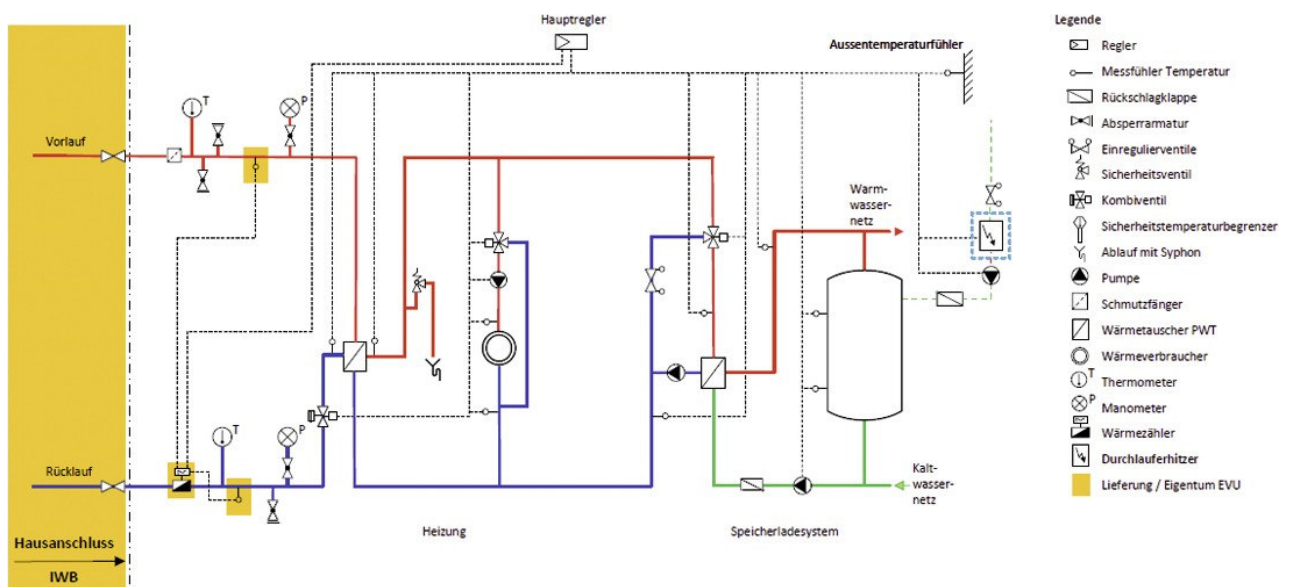 Hauptregler
Aussentemperaturfühler
T
P
Vorlauf
Warm-
wasser-
netz
T
P
Rücklauf
Kalt-
wasser-
netz
Heizung
Speicherladesystem
Hausanschluss
IWB
Legende
Regler
Messfühler Temperatur
Rückschlagklappe
Absperrarmatur
Einregulierventile
Sicherheitsventil
Kombiventil
Sicherheitstemperaturbegrenzer
Ablauf mit Syphon
Pumpe
Schmutzfänger
Wärmetauscher PWT
Wärmeverbraucher
T
Thermometer
P
Manometer
Wärmezähler
Durchlauferhitzer
Lieferung / Eigentum EVU